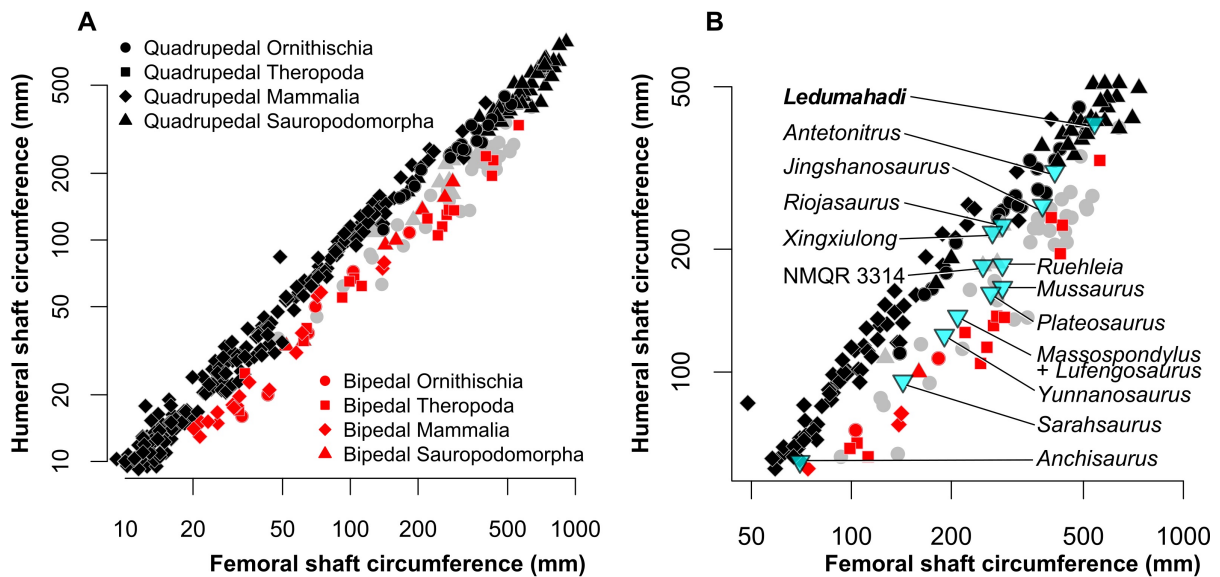 A
Quadrupedal Ornithischia
Quadrupedal Theropoda
Quadrupedal Mammalia
Quadrupedal Sauropodomorpha
Humeral shaft circumference (mm)
500
200
100
50
20
10
Bipedal Ornithischia
Bipedal Theropoda
Bipedal Mammalia
Bipedal Sauropodomorpha
10 20 50 100 200 500 1000
Femoral shaft circumference (mm)
B
Humeral shaft circumference (mm)
500
200
100
Ledumahadi
Antetonitrus
Jingshanosaurus
Riojasaurus
Xingxiulong
NMQR 3314
Ruehleia
Mussaurus
Plateosaurus
Massospondylus
+ Lufengosaurus
Yunnanosaurus
Sarahsaurus
Anchisaurus
50 100 200 500 1000
Femoral shaft circumference (mm)